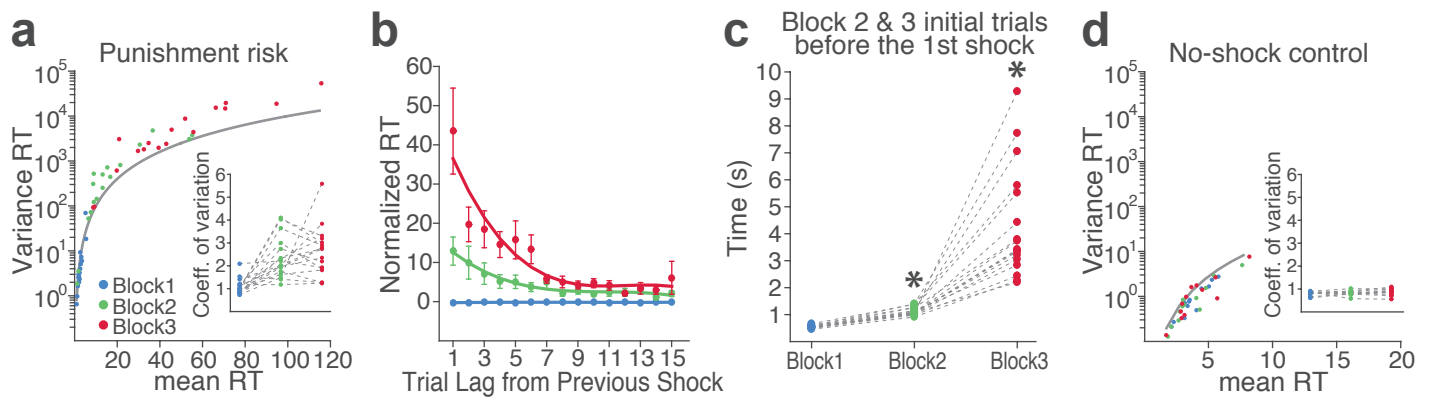 a
Punishment risk
10^5
10^4
10^3
10^2
10^1
10^0
Variance RT
20 40 60 80 100 120
mean RT
Block1
Block2
Block3
Coeff. of variation
6
5
4
3
2
1
b
60
50
40
30
20
10
0
Normalized RT
1 3 5 7 9 11 13 15
Trial Lag from Previous Shock
c
Block 2 & 3 initial trials
before the 1st shock
10
9
8
7
6
5
4
3
2
1
Time (s)
*
*
Block1 Block2 Block3
d
No-shock control
10^5
10^4
10^3
10^2
10^1
10^0
Variance RT
5 10 15 20
mean RT
Coeff. of variation
6
5
4
3
2
1